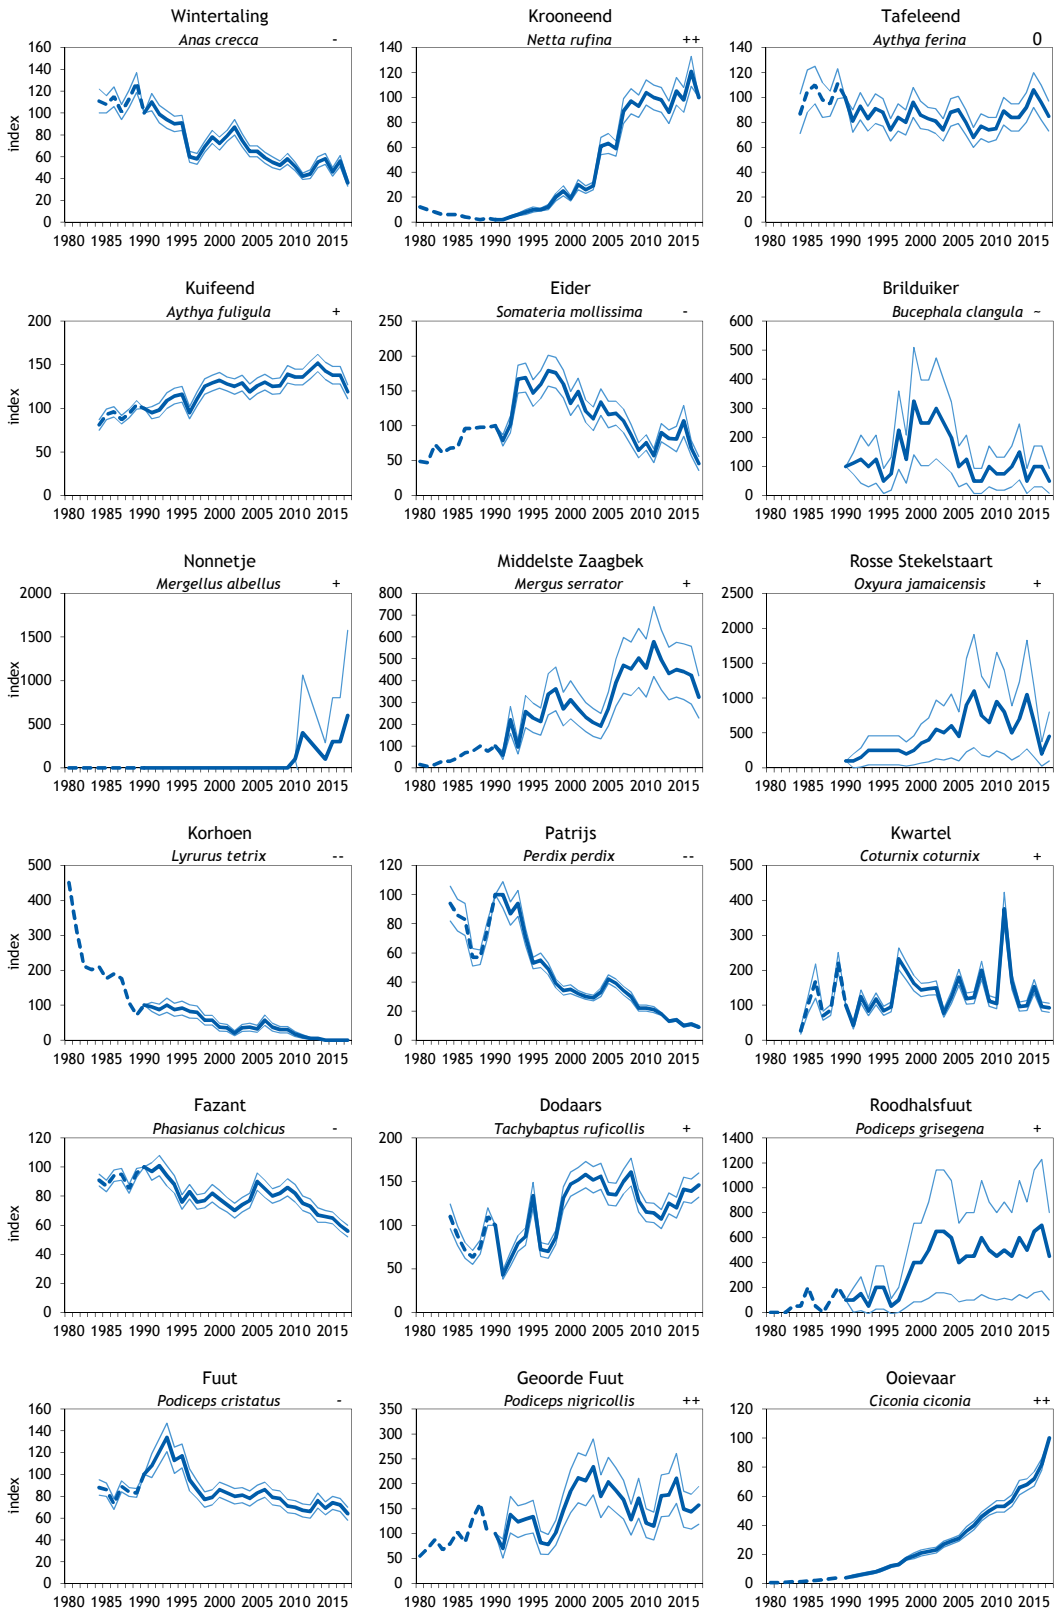 Wintertaling
Anas crecca -
160
140
120
100
80
60
40
20
0
index
1980 1985 1990 1995 2000 2005 2010 2015
Krooneend
Netta rufina ++
140
120
100
80
60
40
20
0
1980 1985 1990 1995 2000 2005 2010 2015
Tafeleend
Aythya ferina 0
140
120
100
80
60
40
20
0
1980 1985 1990 1995 2000 2005 2010 2015
Kuifeend
Aythya fuligula +
200
150
100
50
0
index
1980 1985 1990 1995 2000 2005 2010 2015
Eider
Somateria mollissima -
250
200
150
100
50
0
1980 1985 1990 1995 2000 2005 2010 2015
Brilduiker
Bucephala clangula ~
600
500
400
300
200
100
0
1980 1985 1990 1995 2000 2005 2010 2015
Nonnetje
Mergellus albellus +
2000
1500
1000
500
0
index
1980 1985 1990 1995 2000 2005 2010 2015
Middelste Zaagbek
Mergus serrator +
800
700
600
500
400
300
200
100
0
1980 1985 1990 1995 2000 2005 2010 2015
Rosse Stekelstaart
Oxyura jamaicensis +
2500
2000
1500
1000
500
0
1980 1985 1990 1995 2000 2005 2010 2015
Korhoen
Lyrurus tetrix --
500
400
300
200
100
0
index
1980 1985 1990 1995 2000 2005 2010 2015
Patrijs
Perdix perdix --
120
100
80
60
40
20
0
1980 1985 1990 1995 2000 2005 2010 2015
Kwartel
Coturnix coturnix +
500
400
300
200
100
0
1980 1985 1990 1995 2000 2005 2010 2015
Fazant
Phasianus colchicus -
120
100
80
60
40
20
0
index
1980 1985 1990 1995 2000 2005 2010 2015
Dodaars
Tachybaptus ruficollis +
200
150
100
50
0
1980 1985 1990 1995 2000 2005 2010 2015
Roodhalsfuut
Podiceps grisegena +
1400
1200
1000
800
600
400
200
0
1980 1985 1990 1995 2000 2005 2010 2015
Fuut
Podiceps cristatus -
160
140
120
100
80
60
40
20
0
index
1980 1985 1990 1995 2000 2005 2010 2015
Geoorde Fuut
Podiceps nigricollis ++
350
300
250
200
150
100
50
0
1980 1985 1990 1995 2000 2005 2010 2015
Ooievaar
Ciconia ciconia ++
120
100
80
60
40
20
0
1980 1985 1990 1995 2000 2005 2010 2015